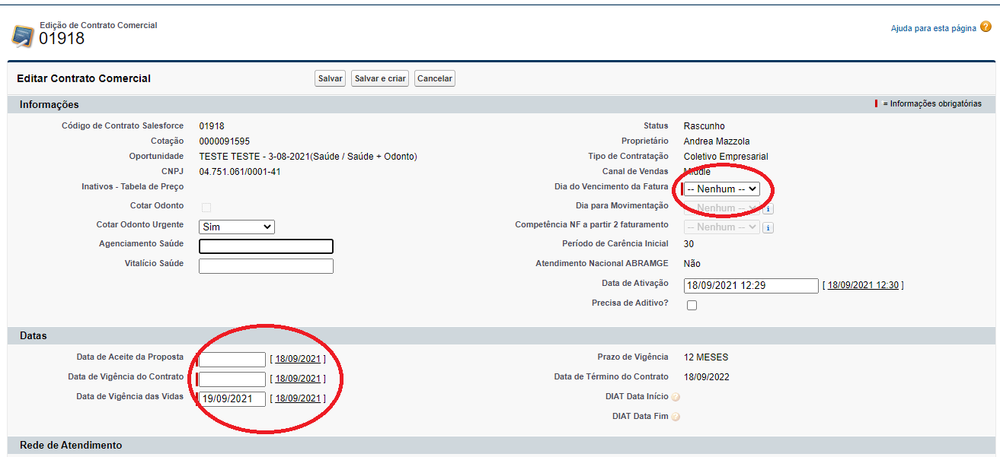 Edição de Contrato Comercial
01918
Ajuda para esta página ?
Editar Contrato Comercial
Salvar Salvar e criar Cancelar
Informações
= Informações obrigatórias
Código de Contrato Salesforce 01918
Status Rascunho
Cotação 0000091595
Proprietário Andrea Mazzola
Oportunidade TESTE TESTE - 3-08-2021(Saúde / Saúde + Odonto)
Tipo de Contratação Coletivo Empresarial
CNPJ 04.751.061/0001-41
Canal de Vendas Middle
Inativos - Tabela de Preço
Dia do Vencimento da Fatura -- Nenhum --
Cotar Odonto
Dia para Movimentação -- Nenhum -- i
Cotar Odonto Urgente Sim
Competência NF a partir 2 faturamento -- Nenhum -- i
Agenciamento Saúde
Período de Carência Inicial 30
Vitalício Saúde
Atendimento Nacional ABRAMGE Não
Data de Ativação 18/09/2021 12:29 [ 18/09/2021 12:30 ]
Precisa de Aditivo?
Datas
Data de Aceite da Proposta [ 18/09/2021 ]
Prazo de Vigência 12 MESES
Data de Vigência do Contrato [ 18/09/2021 ]
Data de Término do Contrato 18/09/2022
Data de Vigência das Vidas 19/09/2021 [ 18/09/2021 ]
DIAT Data Início ?
DIAT Data Fim ?
Rede de Atendimento